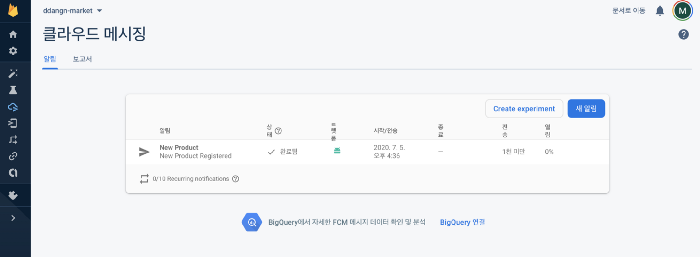 ddangn-market
문서로 이동
M
클라우드 메시징
알림
보고서
Create experiment
새 알림
알림
상태
플랫폼
시작/전송
종료
전송
열림
New Product
New Product Registered
완료됨
2020. 7. 5.
오후 4:36
–
1천 미만
0%
0/10 Recurring notifications
BigQuery에서 자세한 FCM 메시지 데이터 확인 및 분석
BigQuery 연결